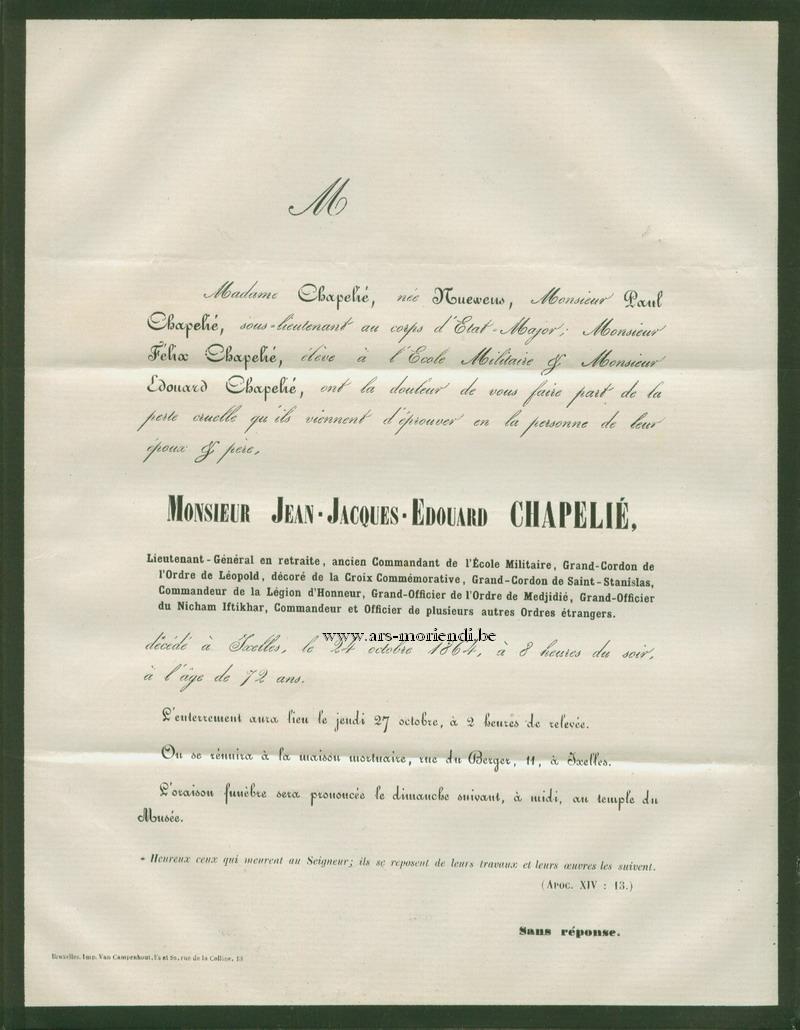 M
Madame Chapelié, née Nuewens, Monsieur Paul
Chapelié, sous-lieutenant au corps d'Etat-Major; Monsieur
Félix Chapelié, élève à l'Ecole Militaire & Monsieur
Edouard Chapelié, ont la douleur de vous faire part de la
perte cruelle qu'ils viennent d'éprouver en la personne de leur
époux & père,
MONSIEUR JEAN-JACQUES-EDOUARD CHAPELIÉ,
Lieutenant-Général en retraite, ancien Commandant de l'École Militaire, Grand-Cordon de
l'Ordre de Léopold, décoré de la Croix Commémorative, Grand-Cordon de Saint-Stanislas,
Commandeur de la Légion d'Honneur, Grand-Officier de l'Ordre de Medjidié, Grand-Officier
du Nicham Iftikhar, Commandeur et Officier de plusieurs autres Ordres étrangers.
www.ars-moriendi.be
décédé à Ixelles, le 24 octobre 1864, à 8 heures du soir,
à l'âge de 72 ans.
L'enterrement aura lieu le jeudi 27 octobre, à 2 heures de relevée.
On se réunira à la maison mortuaire, rue du Berger, 11, à Ixelles.
L'oraison funèbre sera prononcée le dimanche suivant, à midi, au temple du
Musée.
« Heureux ceux qui meurent au Seigneur; ils se reposent de leurs travaux et leurs œuvres les suivent.
(APOC. XIV : 13.)
Sans réponse.
Bruxelles. Imp. Van Campenhout, Fs et Sr, rue de la Colline, 13